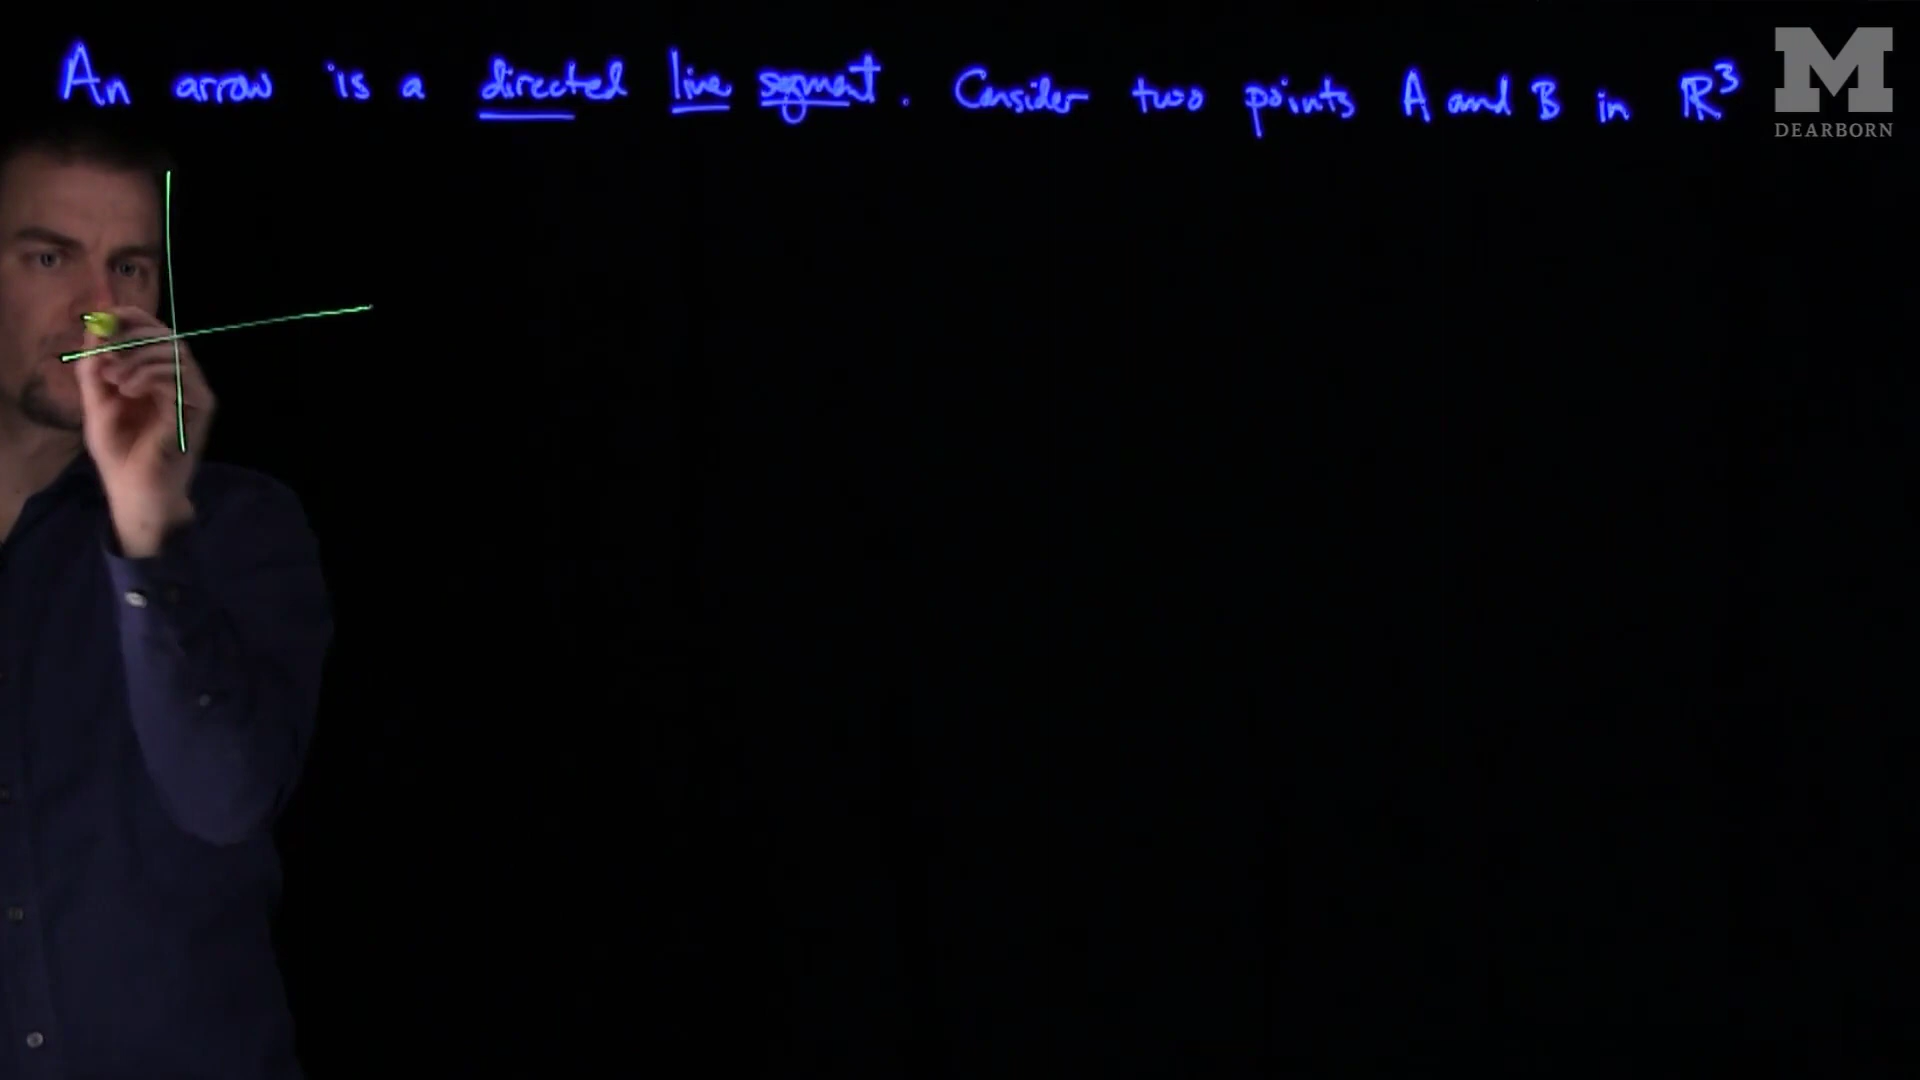 An arrow is a directed line segment. Consider two points A and B in ℝ³
M
DEARBORN